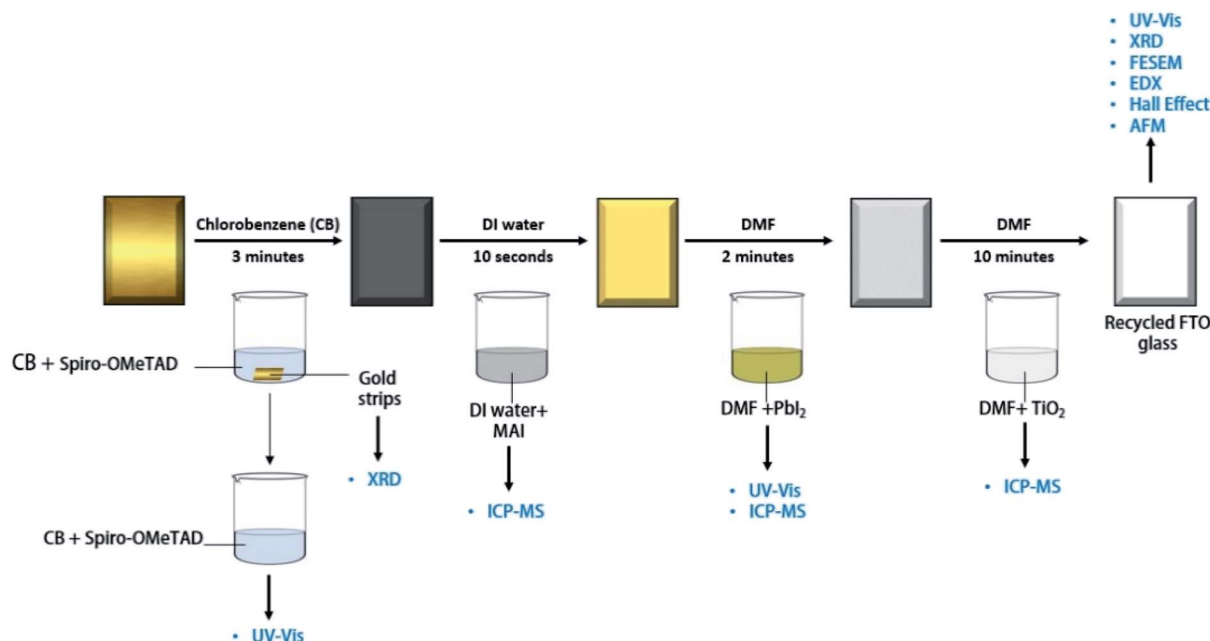 • UV-Vis
• XRD
• FESEM
• EDX
• Hall Effect
• AFM
Chlorobenzene (CB)
3 minutes
DI water
10 seconds
DMF
2 minutes
DMF
10 minutes
Recycled FTO
glass
CB + Spiro-OMeTAD
Gold
strips
• XRD
DI water+
MAI
• ICP-MS
DMF +PbI₂
• UV-Vis
• ICP-MS
DMF+ TiO₂
• ICP-MS
CB + Spiro-OMeTAD
• UV-Vis